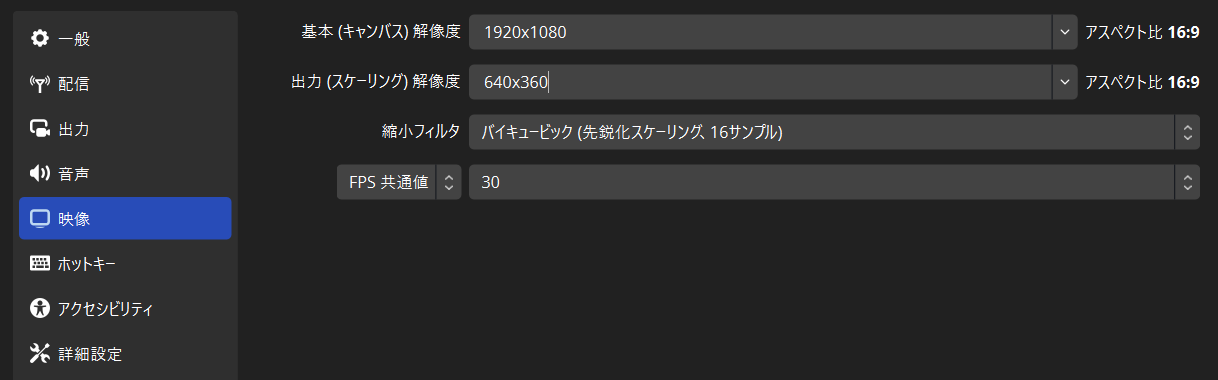 一般
配信
出力
音声
映像
ホットキー
アクセシビリティ
詳細設定
基本 (キャンバス) 解像度 1920x1080 アスペクト比 16:9
出力 (スケーリング) 解像度 640x360 アスペクト比 16:9
縮小フィルタ バイキュービック (先鋭化スケーリング、16サンプル)
FPS 共通値 30